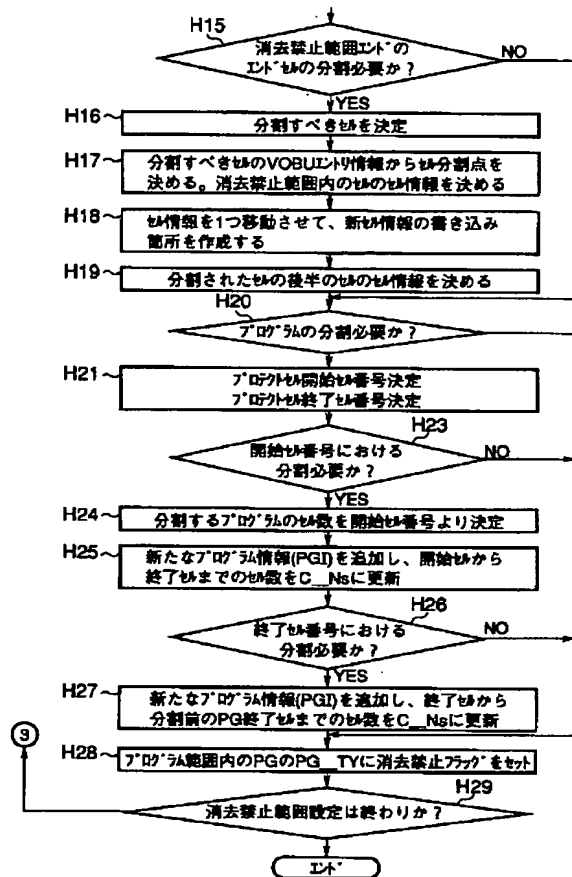 H15
消去禁止範囲エンドの
エンドセルの分割必要か？
NO
YES
H16
分割すべきセルを決定
H17
分割すべきセルのVOBUエントリ情報からセル分割点を
決める。消去禁止範囲内のセルのセル情報を決める
H18
セル情報を1つ移動させて、新セル情報の書き込み
箇所を作成する
H19
分割されたセルの後半のセルのセル情報を決める
H20
プログラムの分割必要か？
H21
プロテクトセル開始セル番号決定
プロテクトセル終了セル番号決定
H23
開始セル番号における
分割必要か？
NO
YES
H24
分割するプログラムのセル数を開始セル番号より決定
H25
新たなプログラム情報(PGI)を追加し、開始セルから
終了セルまでのセル数をC__Nsに更新
H26
終了セル番号における
分割必要か？
NO
YES
H27
新たなプログラム情報(PGI)を追加し、終了セルから
分割前のPG終了セルまでのセル数をC__Nsに更新
3
H28
プログラム範囲内のPGのPG__TYに消去禁止フラッグをセット
H29
消去禁止範囲設定は終わりか？
エンド